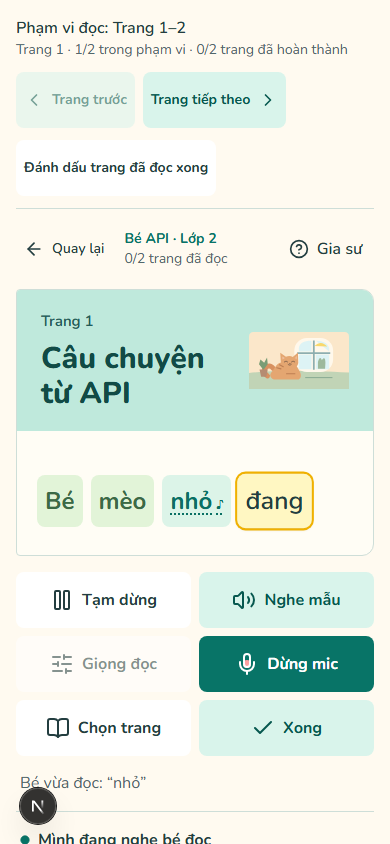 Phạm vi đọc: Trang 1–2
Trang 1 · 1/2 trong phạm vi · 0/2 trang đã hoàn thành
Trang trước
Trang tiếp theo
Đánh dấu trang đã đọc xong
Quay lại
Bé API · Lớp 2
0/2 trang đã đọc
Gia sư
Trang 1
Câu chuyện
từ API
Bé mèo nhỏ ♪ đang
Tạm dừng
Nghe mẫu
Giọng đọc
Dừng mic
Chọn trang
Xong
Bé vừa đọc: “nhỏ”
N
Mình đang nghe bé đọc